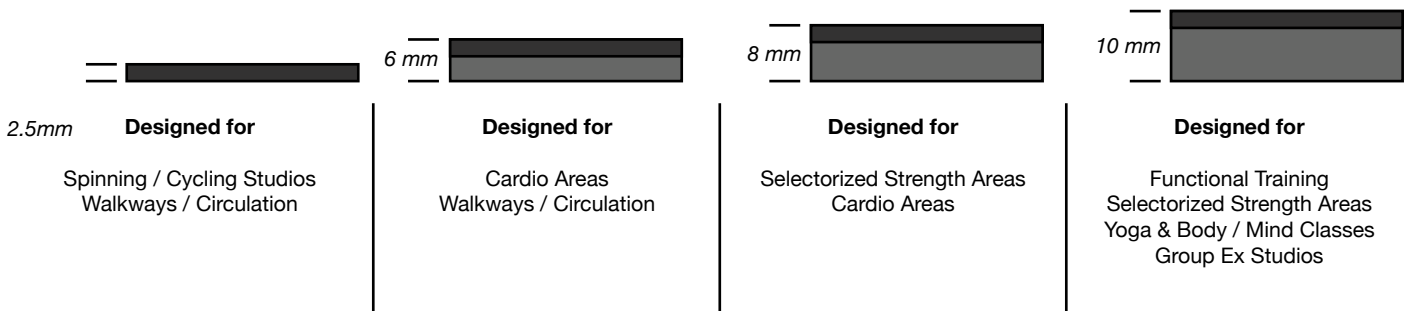 2.5mm
Designed for
Spinning / Cycling Studios
Walkways / Circulation
6 mm
Designed for
Cardio Areas
Walkways / Circulation
8 mm
Designed for
Selectorized Strength Areas
Cardio Areas
10 mm
Designed for
Functional Training
Selectorized Strength Areas
Yoga & Body / Mind Classes
Group Ex Studios